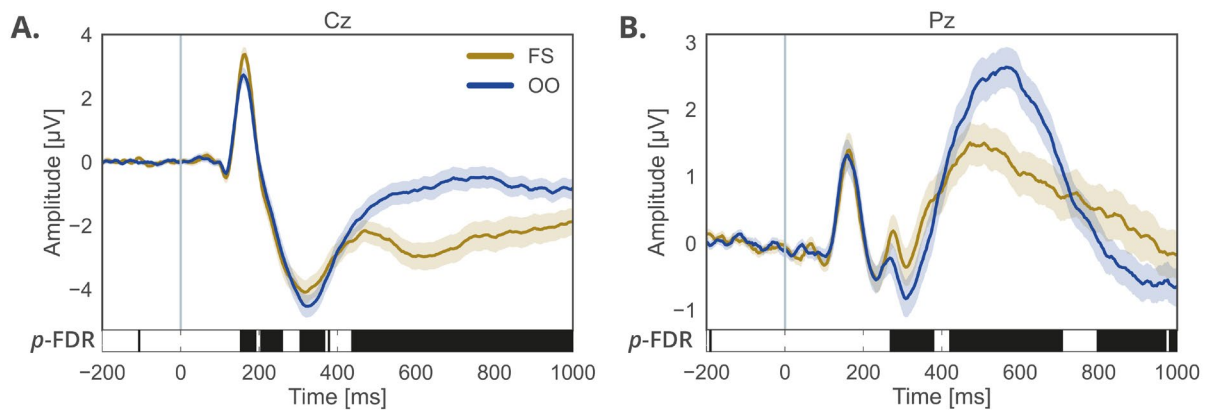 A.
Cz
4
2
0
−2
−4
Amplitude [µV]
FS
OO
p-FDR
−200 0 200 400 600 800 1000
Time [ms]
B.
Pz
3
2
1
0
−1
Amplitude [µV]
p-FDR
−200 0 200 400 600 800 1000
Time [ms]